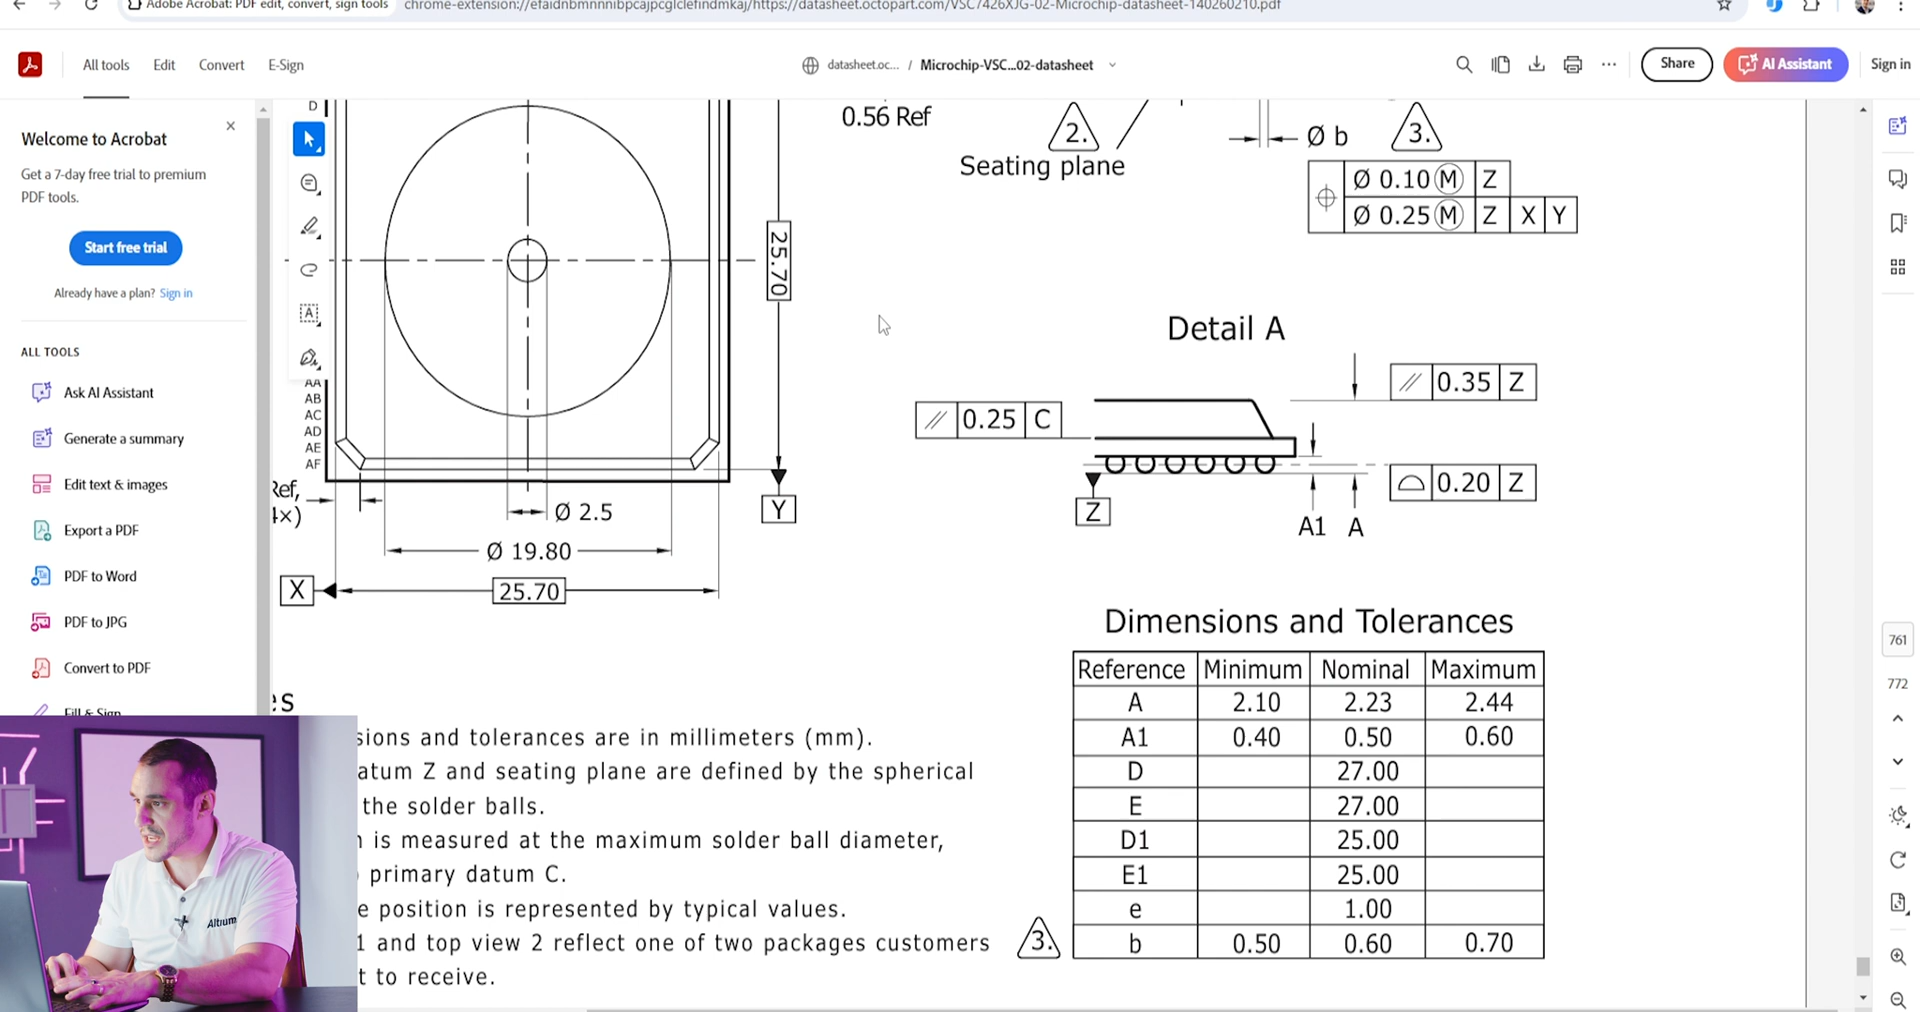 Adobe Acrobat: PDF edit, convert, sign tools
chrome-extension://efaidnbmnnnibpcajpcglclefindmkaj/https://datasheet.octopart.com/VSC7426XJG-02-Microchip-datasheet-140260210.pdf
All tools
Edit
Convert
E-Sign
datasheet.oc... / Microchip-VSC...02-datasheet
Share
AI Assistant
Sign in
Welcome to Acrobat
Get a 7-day free trial to premium
PDF tools.
Start free trial
Already have a plan? Sign in
ALL TOOLS
Ask AI Assistant
Generate a summary
Edit text & images
Export a PDF
PDF to Word
PDF to JPG
Convert to PDF
Fill & Sign
D
AA
AB
AC
AD
AE
AF
Ref,
4×)
25.70
Y
Ø 2.5
Ø 19.80
X
25.70
0.56 Ref
2.
Seating plane
Ø b
3.
Ø 0.10 Ⓜ Z
Ø 0.25 Ⓜ Z X Y
Detail A
// 0.35 Z
// 0.25 C
0.20 Z
Z
A1 A
Dimensions and Tolerances
Reference Minimum Nominal Maximum
A 2.10 2.23 2.44
A1 0.40 0.50 0.60
D 27.00
E 27.00
D1 25.00
E1 25.00
e 1.00
3. b 0.50 0.60 0.70
es
sions and tolerances are in millimeters (mm).
atum Z and seating plane are defined by the spherical
the solder balls.
is measured at the maximum solder ball diameter,
primary datum C.
e position is represented by typical values.
1 and top view 2 reflect one of two packages customers
t to receive.
761
772
Altium